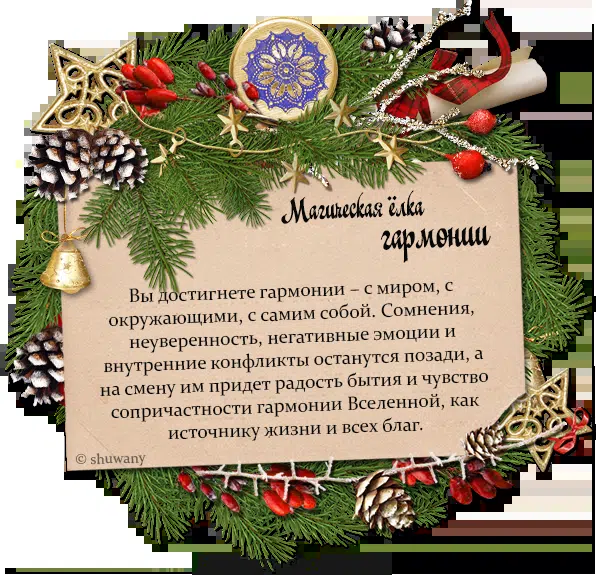 Магическая ёлка
гармонии
Вы достигнете гармонии – с миром, с
окружающими, с самим собой. Сомнения,
неуверенность, негативные эмоции и
внутренние конфликты останутся позади, а
на смену им придет радость бытия и чувство
сопричастности гармонии Вселенной, как
источнику жизни и всех благ.
© shuwany